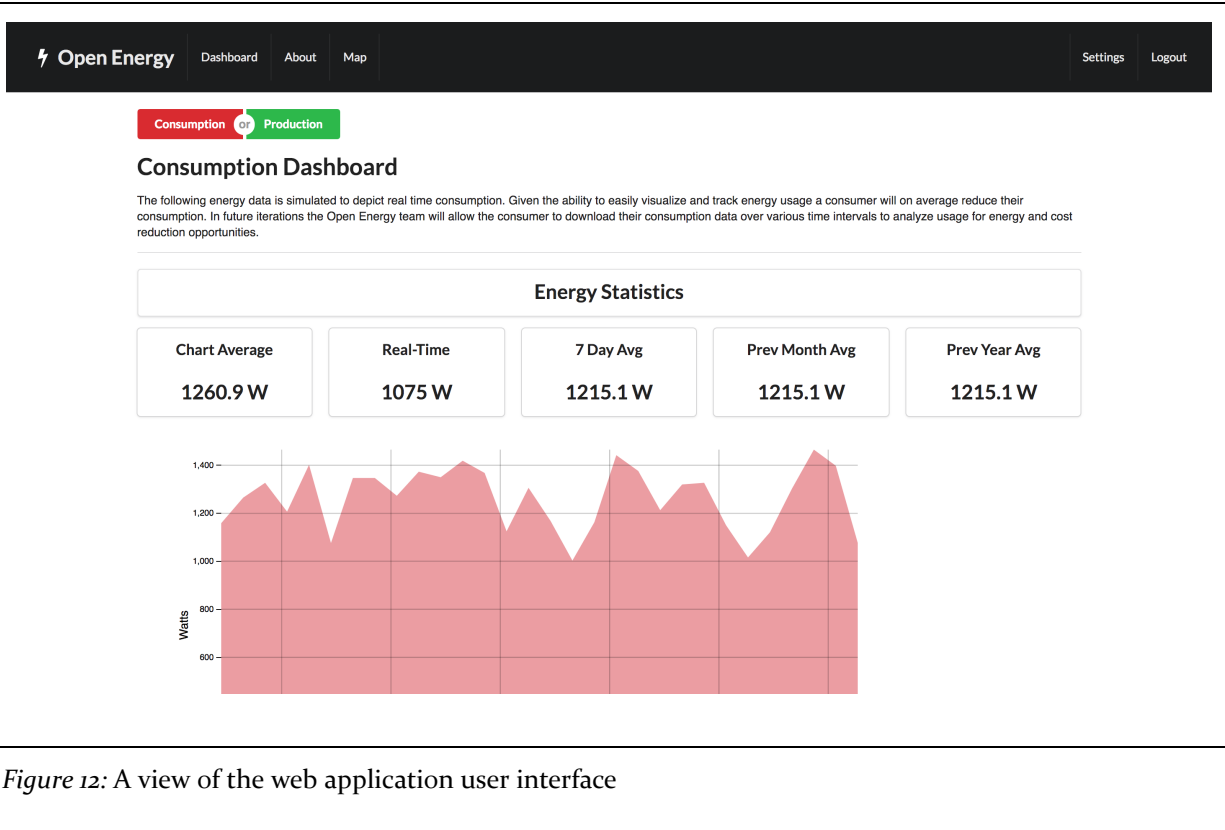 Open Energy Dashboard About Map Settings Logout
Consumption or Production
Consumption Dashboard
The following energy data is simulated to depict real time consumption. Given the ability to easily visualize and track energy usage a consumer will on average reduce their
consumption. In future iterations the Open Energy team will allow the consumer to download their consumption data over various time intervals to analyze usage for energy and cost
reduction opportunities.
Energy Statistics
Chart Average Real-Time 7 Day Avg Prev Month Avg Prev Year Avg
1260.9 W 1075 W 1215.1 W 1215.1 W 1215.1 W
1,400
1,200
1,000
800
Watts
600
Figure 12: A view of the web application user interface